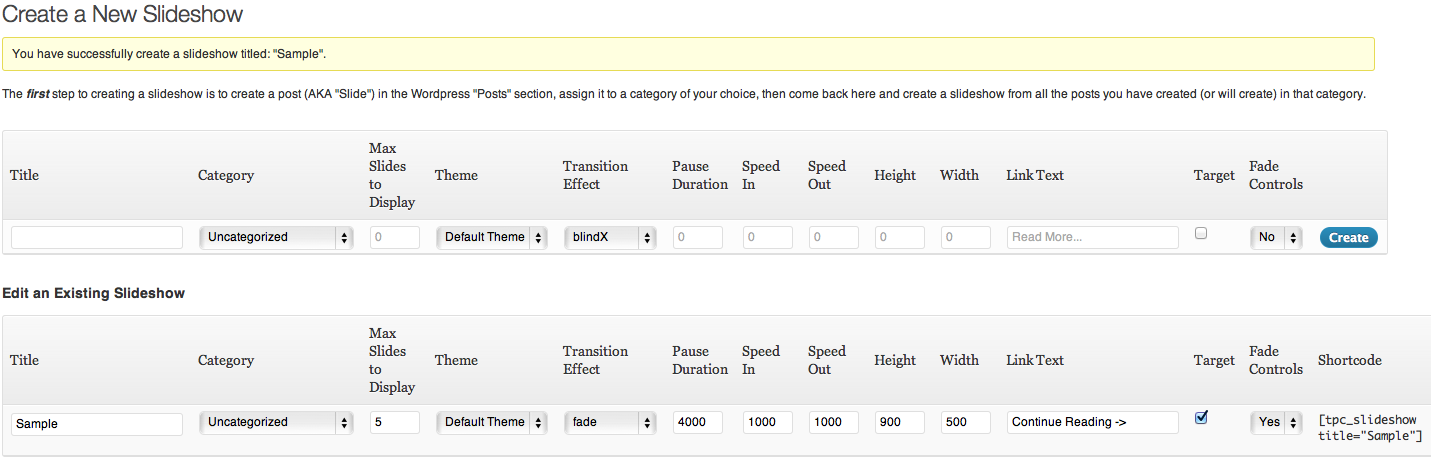 Create a New Slideshow
You have successfully create a slideshow titled: "Sample".
The first step to creating a slideshow is to create a post (AKA "Slide") in the Wordpress "Posts" section, assign it to a category of your choice, then come back here and create a slideshow from all the posts you have created (or will create) in that category.
Title Category Max Slides to Display Theme Transition Effect Pause Duration Speed In Speed Out Height Width Link Text Target Fade Controls
Uncategorized 0 Default Theme blindX 0 0 0 0 0 Read More... No Create
Edit an Existing Slideshow
Title Category Max Slides to Display Theme Transition Effect Pause Duration Speed In Speed Out Height Width Link Text Target Fade Controls Shortcode
Sample Uncategorized 5 Default Theme fade 4000 1000 1000 900 500 Continue Reading -> Yes [tpc_slideshow title="Sample"]